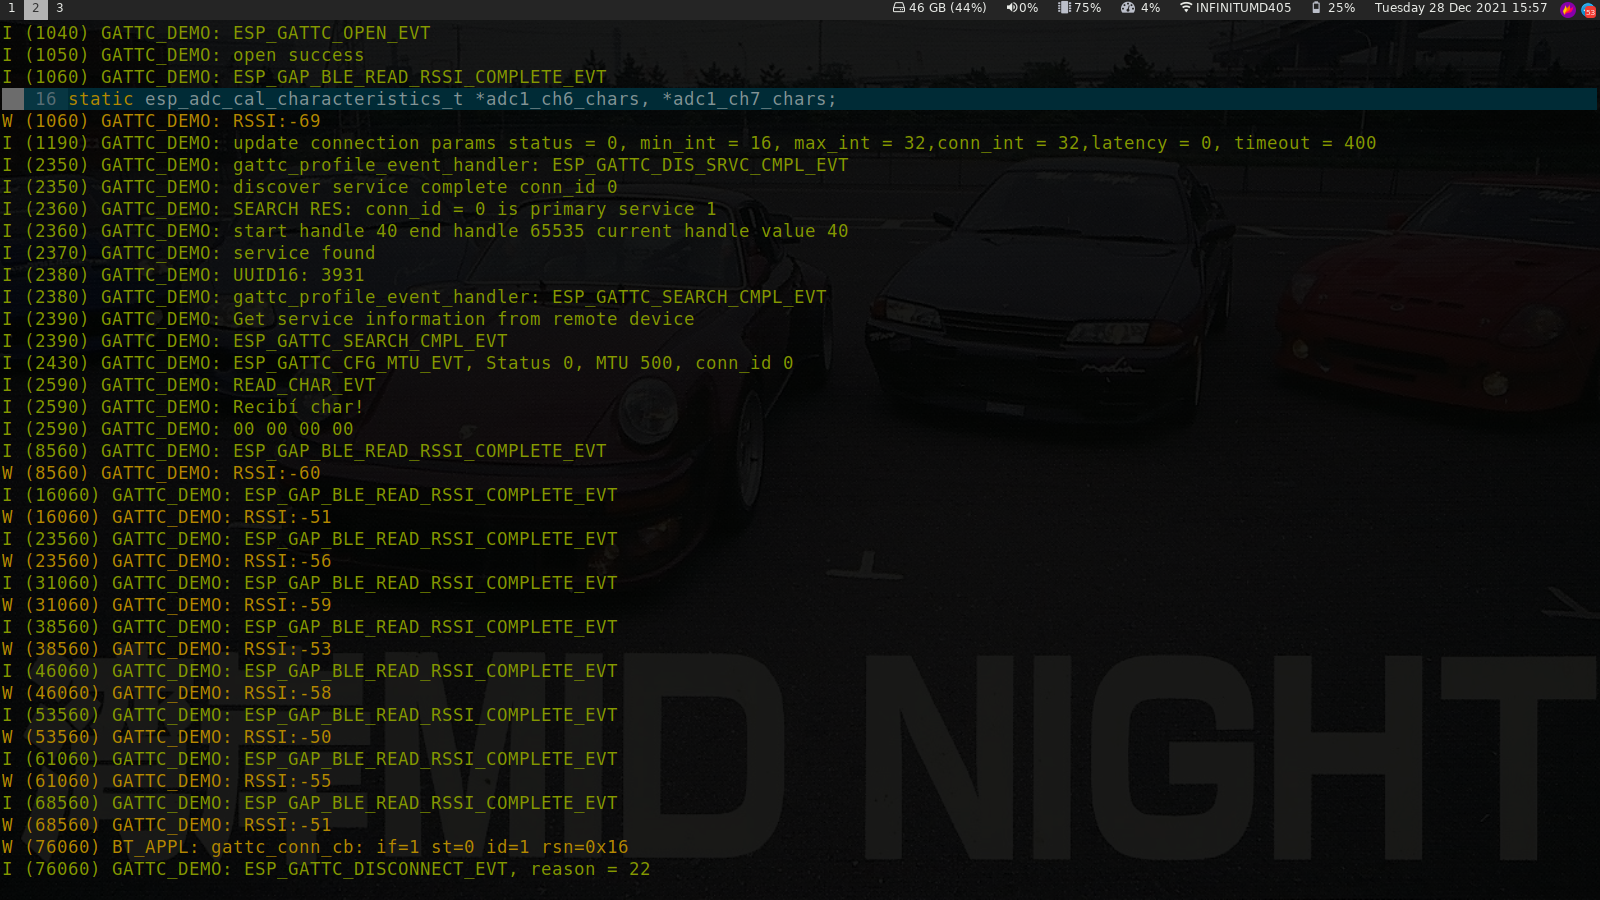 1 2 3 46 GB (44%) 0% 75% 4% INFINITUMD405 25% Tuesday 28 Dec 2021 15:57 53
I (1040) GATTC_DEMO: ESP_GATTC_OPEN_EVT
I (1050) GATTC_DEMO: open success
I (1060) GATTC_DEMO: ESP_GAP_BLE_READ_RSSI_COMPLETE_EVT
16 static esp_adc_cal_characteristics_t *adc1_ch6_chars, *adc1_ch7_chars;
W (1060) GATTC_DEMO: RSSI:-69
I (1190) GATTC_DEMO: update connection params status = 0, min_int = 16, max_int = 32,conn_int = 32,latency = 0, timeout = 400
I (2350) GATTC_DEMO: gattc_profile_event_handler: ESP_GATTC_DIS_SRVC_CMPL_EVT
I (2350) GATTC_DEMO: discover service complete conn_id 0
I (2360) GATTC_DEMO: SEARCH RES: conn_id = 0 is primary service 1
I (2360) GATTC_DEMO: start handle 40 end handle 65535 current handle value 40
I (2370) GATTC_DEMO: service found
I (2380) GATTC_DEMO: UUID16: 3931
I (2380) GATTC_DEMO: gattc_profile_event_handler: ESP_GATTC_SEARCH_CMPL_EVT
I (2390) GATTC_DEMO: Get service information from remote device
I (2390) GATTC_DEMO: ESP_GATTC_SEARCH_CMPL_EVT
I (2430) GATTC_DEMO: ESP_GATTC_CFG_MTU_EVT, Status 0, MTU 500, conn_id 0
I (2590) GATTC_DEMO: READ_CHAR_EVT
I (2590) GATTC_DEMO: Recibí char!
I (2590) GATTC_DEMO: 00 00 00 00
I (8560) GATTC_DEMO: ESP_GAP_BLE_READ_RSSI_COMPLETE_EVT
W (8560) GATTC_DEMO: RSSI:-60
I (16060) GATTC_DEMO: ESP_GAP_BLE_READ_RSSI_COMPLETE_EVT
W (16060) GATTC_DEMO: RSSI:-51
I (23560) GATTC_DEMO: ESP_GAP_BLE_READ_RSSI_COMPLETE_EVT
W (23560) GATTC_DEMO: RSSI:-56
I (31060) GATTC_DEMO: ESP_GAP_BLE_READ_RSSI_COMPLETE_EVT
W (31060) GATTC_DEMO: RSSI:-59
I (38560) GATTC_DEMO: ESP_GAP_BLE_READ_RSSI_COMPLETE_EVT
W (38560) GATTC_DEMO: RSSI:-53
I (46060) GATTC_DEMO: ESP_GAP_BLE_READ_RSSI_COMPLETE_EVT
W (46060) GATTC_DEMO: RSSI:-58
I (53560) GATTC_DEMO: ESP_GAP_BLE_READ_RSSI_COMPLETE_EVT
W (53560) GATTC_DEMO: RSSI:-50
I (61060) GATTC_DEMO: ESP_GAP_BLE_READ_RSSI_COMPLETE_EVT
W (61060) GATTC_DEMO: RSSI:-55
I (68560) GATTC_DEMO: ESP_GAP_BLE_READ_RSSI_COMPLETE_EVT
W (68560) GATTC_DEMO: RSSI:-51
W (76060) BT_APPL: gattc_conn_cb: if=1 st=0 id=1 rsn=0x16
I (76060) GATTC_DEMO: ESP_GATTC_DISCONNECT_EVT, reason = 22
MID NIGHT